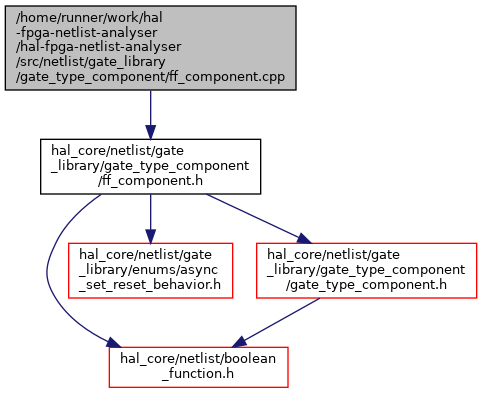 /home/runner/work/hal
-fpga-netlist-analyser
/hal-fpga-netlist-analyser
/src/netlist/gate_library
/gate_type_component/ff_component.cpp
hal_core/netlist/gate
_library/gate_type_component
/ff_component.h
hal_core/netlist/gate
_library/enums/async
_set_reset_behavior.h
hal_core/netlist/gate
_library/gate_type_component
/gate_type_component.h
hal_core/netlist/boolean
_function.h